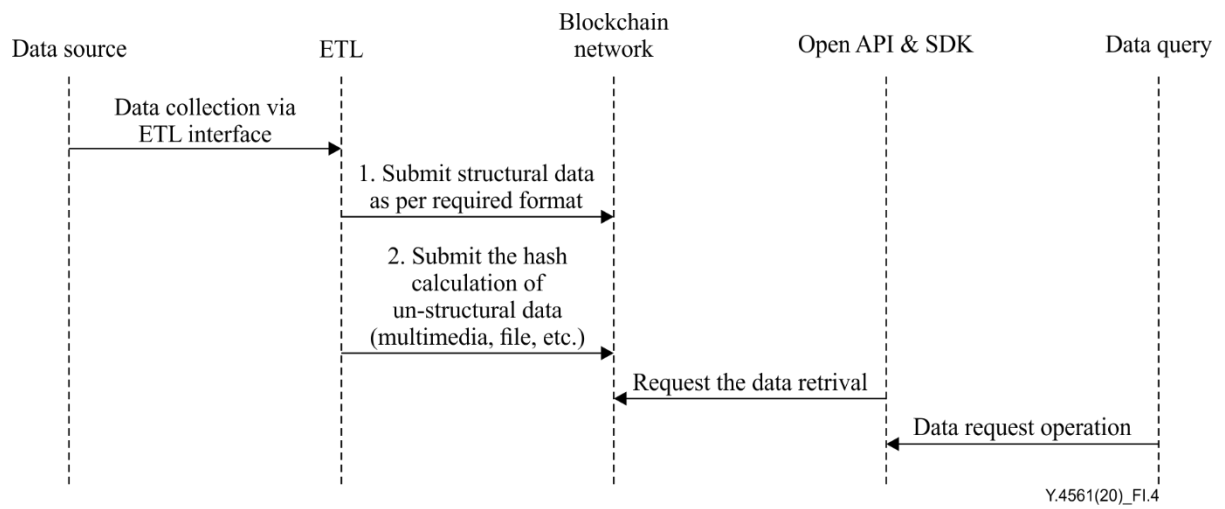 Data source
ETL
Blockchain
network
Open API & SDK
Data query
Data collection via
ETL interface
1. Submit structural data
as per required format
2. Submit the hash
calculation of
un-structural data
(multimedia, file, etc.)
Request the data retrival
Data request operation
Y.4561(20)_FI.4